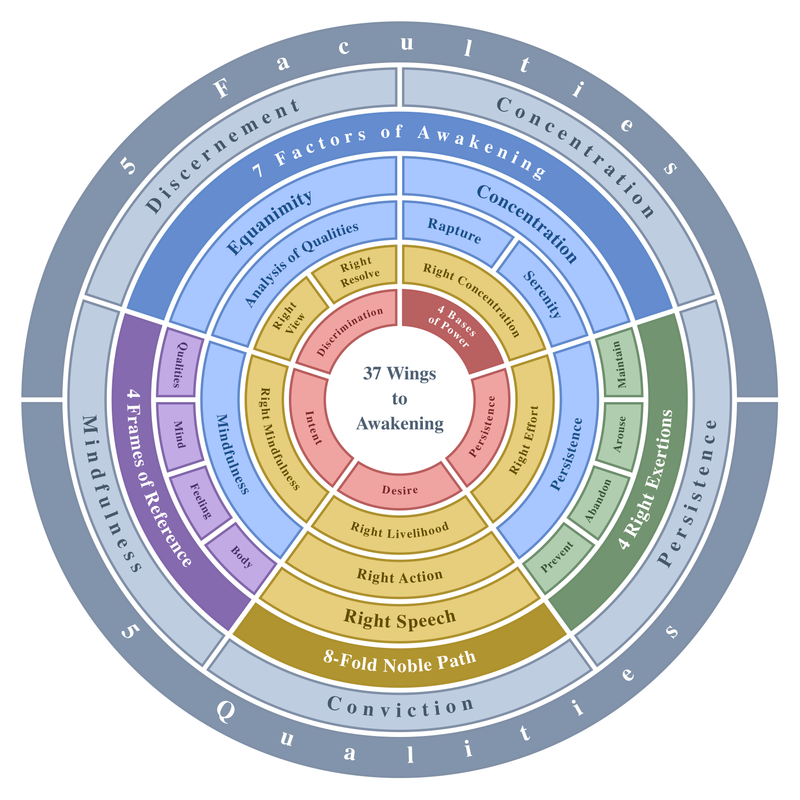 5 Faculties
Discernement
Concentration
7 Factors of Awakening
Equanimity
Concentration
Analysis of Qualities
Rapture
Serenity
Right
View
Right
Resolve
Right Concentration
Discrimination
4 Bases
of Power
37 Wings
to
Awakening
Mindfulness
4 Frames of Reference
Qualities
Mind
Feeling
Body
Mindfulness
Right Mindfulness
Intent
Desire
Persistence
Right Effort
Persistence
Maintain
Arouse
Abandon
Prevent
4 Right Exertions
Persistence
Right Livelihood
Right Action
Right Speech
8-Fold Noble Path
Conviction
5 Qualities